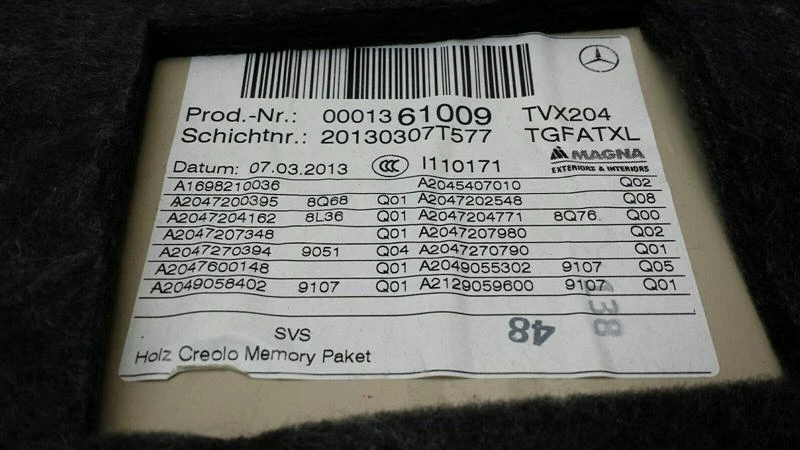 Prod.-Nr.: 0001361009 TVX204
Schichtnr.: 20130307T577 TGFATXL
Datum: 07.03.2013 CCC I110171 MAGNA
EXTERIORS & INTERIORS
A1698210036 A2045407010 Q02
A2047200395 8Q68 Q01 A2047202548 Q08
A2047204162 8L36 Q01 A2047204771 8Q76 Q00
A2047207348 Q01 A2047207980 Q02
A2047270394 9051 Q04 A2047270790 Q01
A2047600148 Q01 A2049055302 9107 Q05
A2049058402 9107 Q01 A2129059600 9107 Q01
SVS 48
Holz Creolo Memory Paket